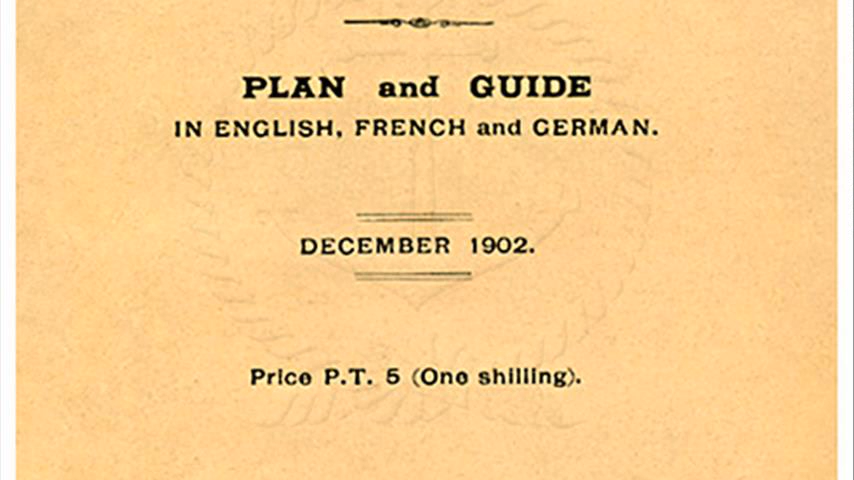 PLAN and GUIDE
IN ENGLISH, FRENCH and GERMAN.
DECEMBER 1902.
Price P.T. 5 (One shilling).